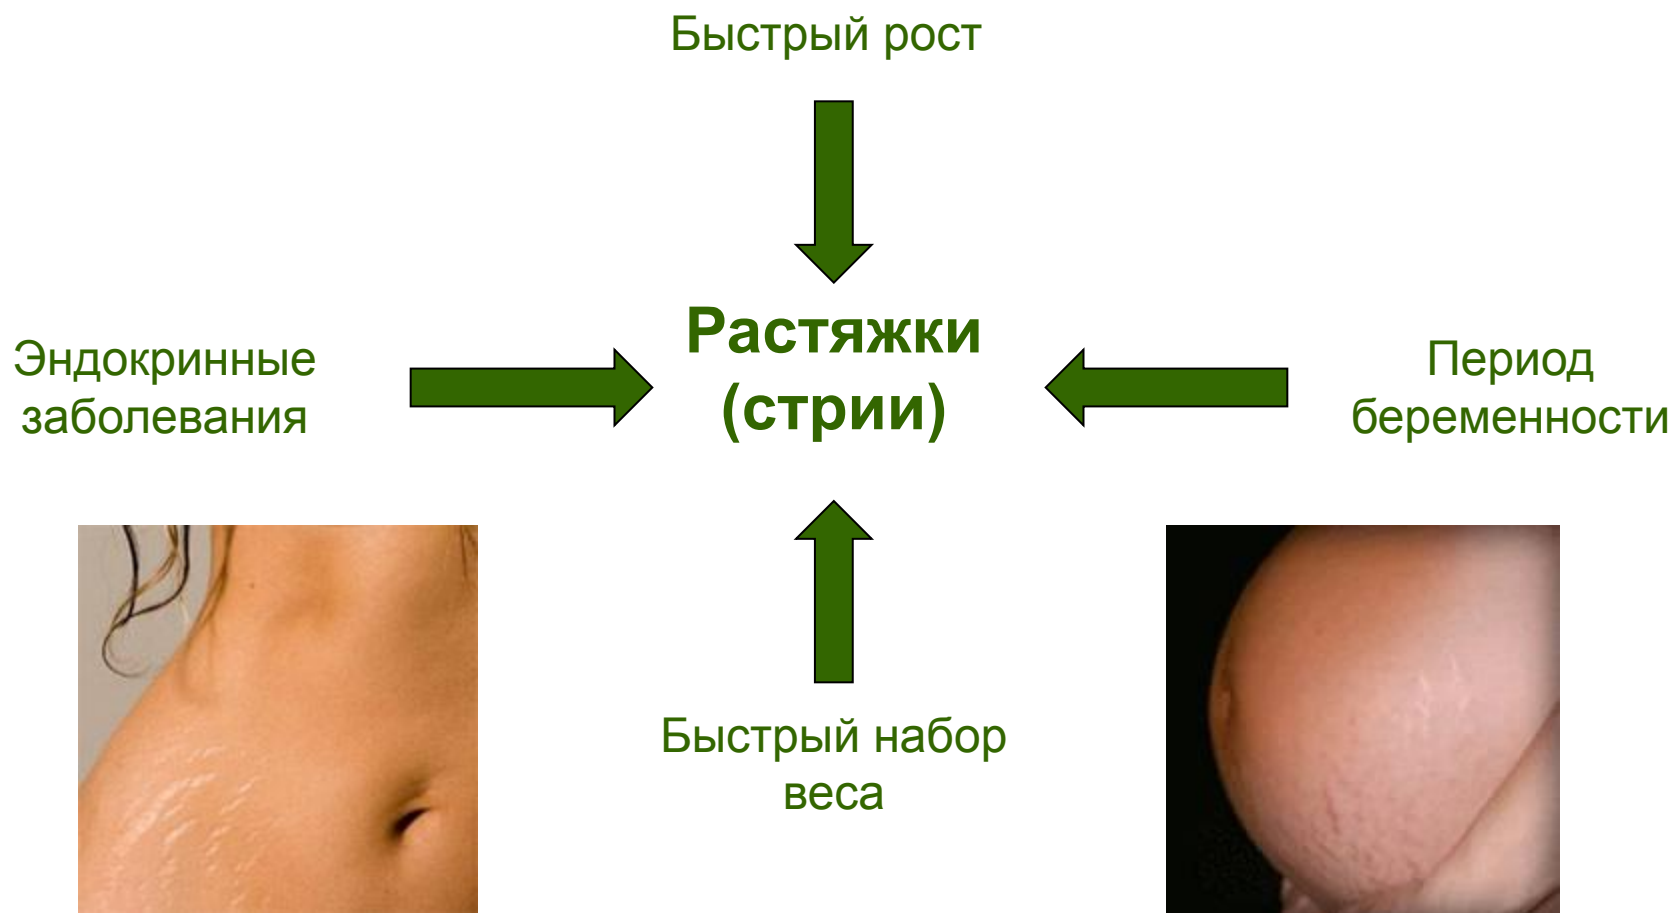 Быстрый рост
Растяжки
(стрии)
Эндокринные
заболевания
Период
беременности
Быстрый набор
веса